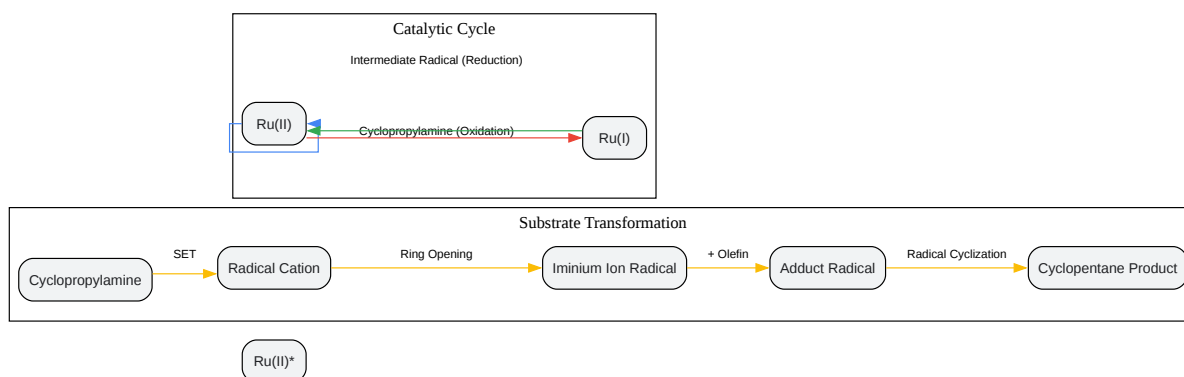 Catalytic Cycle
Intermediate Radical (Reduction)
Ru(II)
Cyclopropylamine (Oxidation)
Ru(I)
Substrate Transformation
Cyclopropylamine
SET
Radical Cation
Ring Opening
Iminium Ion Radical
+ Olefin
Adduct Radical
Radical Cyclization
Cyclopentane Product
Ru(II)*